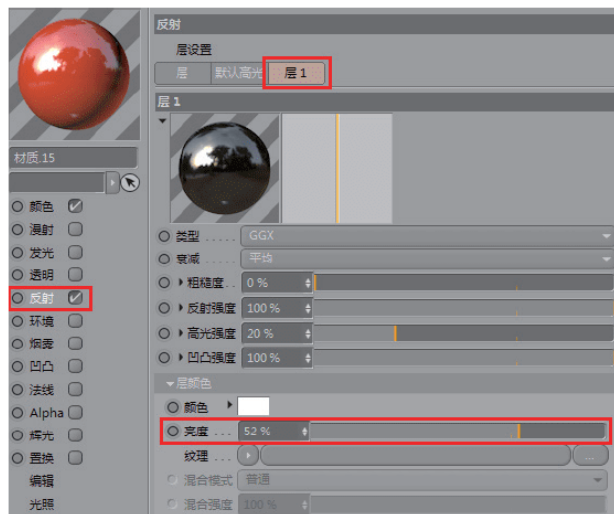 材质.15
颜色
漫射
发光
透明
反射
环境
烟雾
凹凸
法线
Alpha
辉光
置换
编辑
光照
反射
层设置
层 默认高光 层 1
层 1
类型 ..... GGX
衰减 ..... 平均
粗糙度 .. 0 %
反射强度 100 %
高光强度 20 %
凹凸强度 100 %
层颜色
颜色
亮度 ... 52 %
纹理 ... ...
混合模式 普通
混合强度 100 %